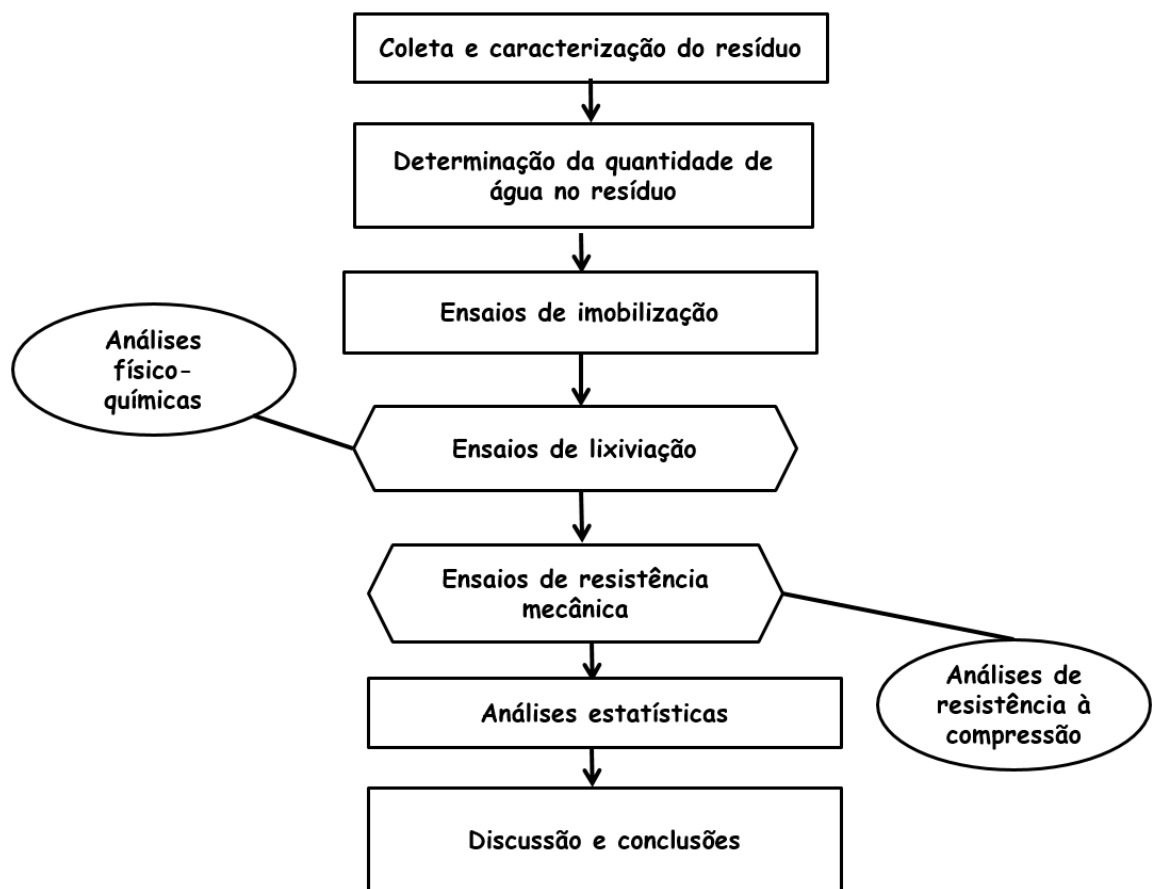 Coleta e caracterização do resíduo
Determinação da quantidade de
água no resíduo
Ensaios de imobilização
Análises
físico-
químicas
Ensaios de lixiviação
Ensaios de resistência
mecânica
Análises de
resistência à
compressão
Análises estatísticas
Discussão e conclusões